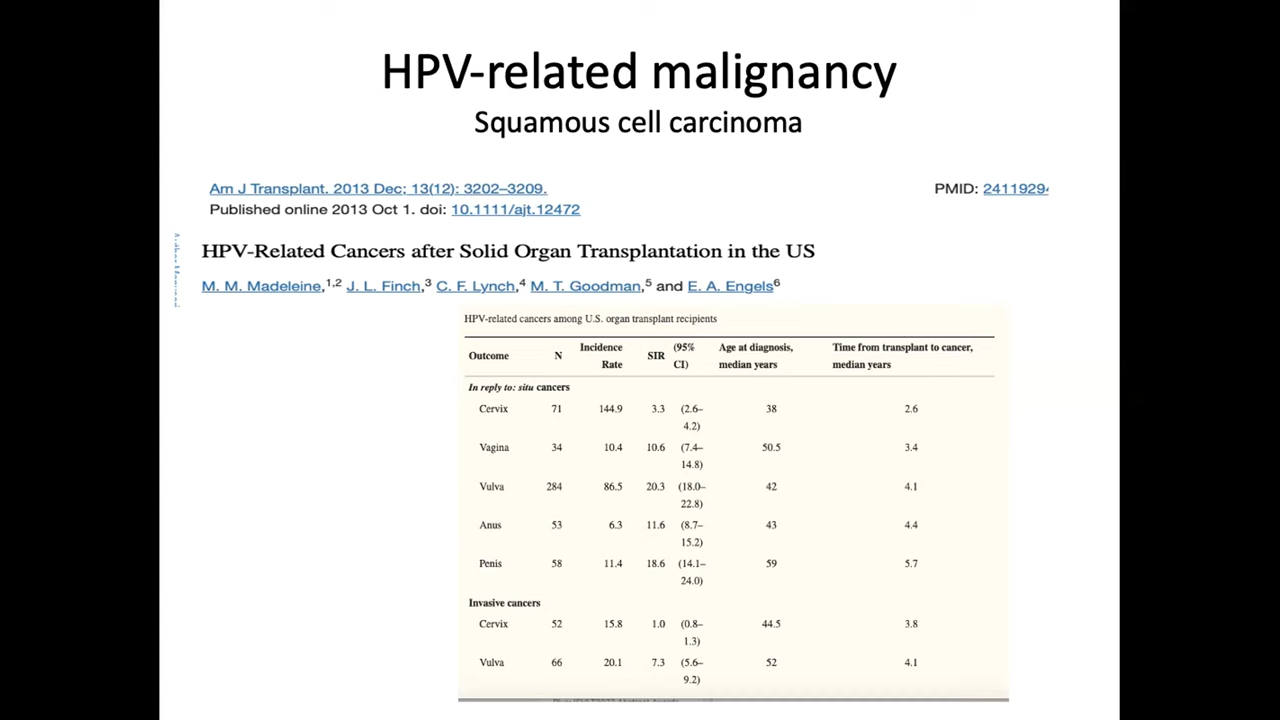 HPV-related malignancy
Squamous cell carcinoma
Am J Transplant. 2013 Dec; 13(12): 3202–3209. PMID: 2411929
Published online 2013 Oct 1. doi: 10.1111/ajt.12472
HPV-Related Cancers after Solid Organ Transplantation in the US
M. M. Madeleine,1,2 J. L. Finch,3 C. F. Lynch,4 M. T. Goodman,5 and E. A. Engels6
HPV-related cancers among U.S. organ transplant recipients
Outcome N Incidence Rate SIR (95% CI) Age at diagnosis, median years Time from transplant to cancer, median years
In reply to: situ cancers
Cervix 71 144.9 3.3 (2.6–4.2) 38 2.6
Vagina 34 10.4 10.6 (7.4–14.8) 50.5 3.4
Vulva 284 86.5 20.3 (18.0–22.8) 42 4.1
Anus 53 6.3 11.6 (8.7–15.2) 43 4.4
Penis 58 11.4 18.6 (14.1–24.0) 59 5.7
Invasive cancers
Cervix 52 15.8 1.0 (0.8–1.3) 44.5 3.8
Vulva 66 20.1 7.3 (5.6–9.2) 52 4.1